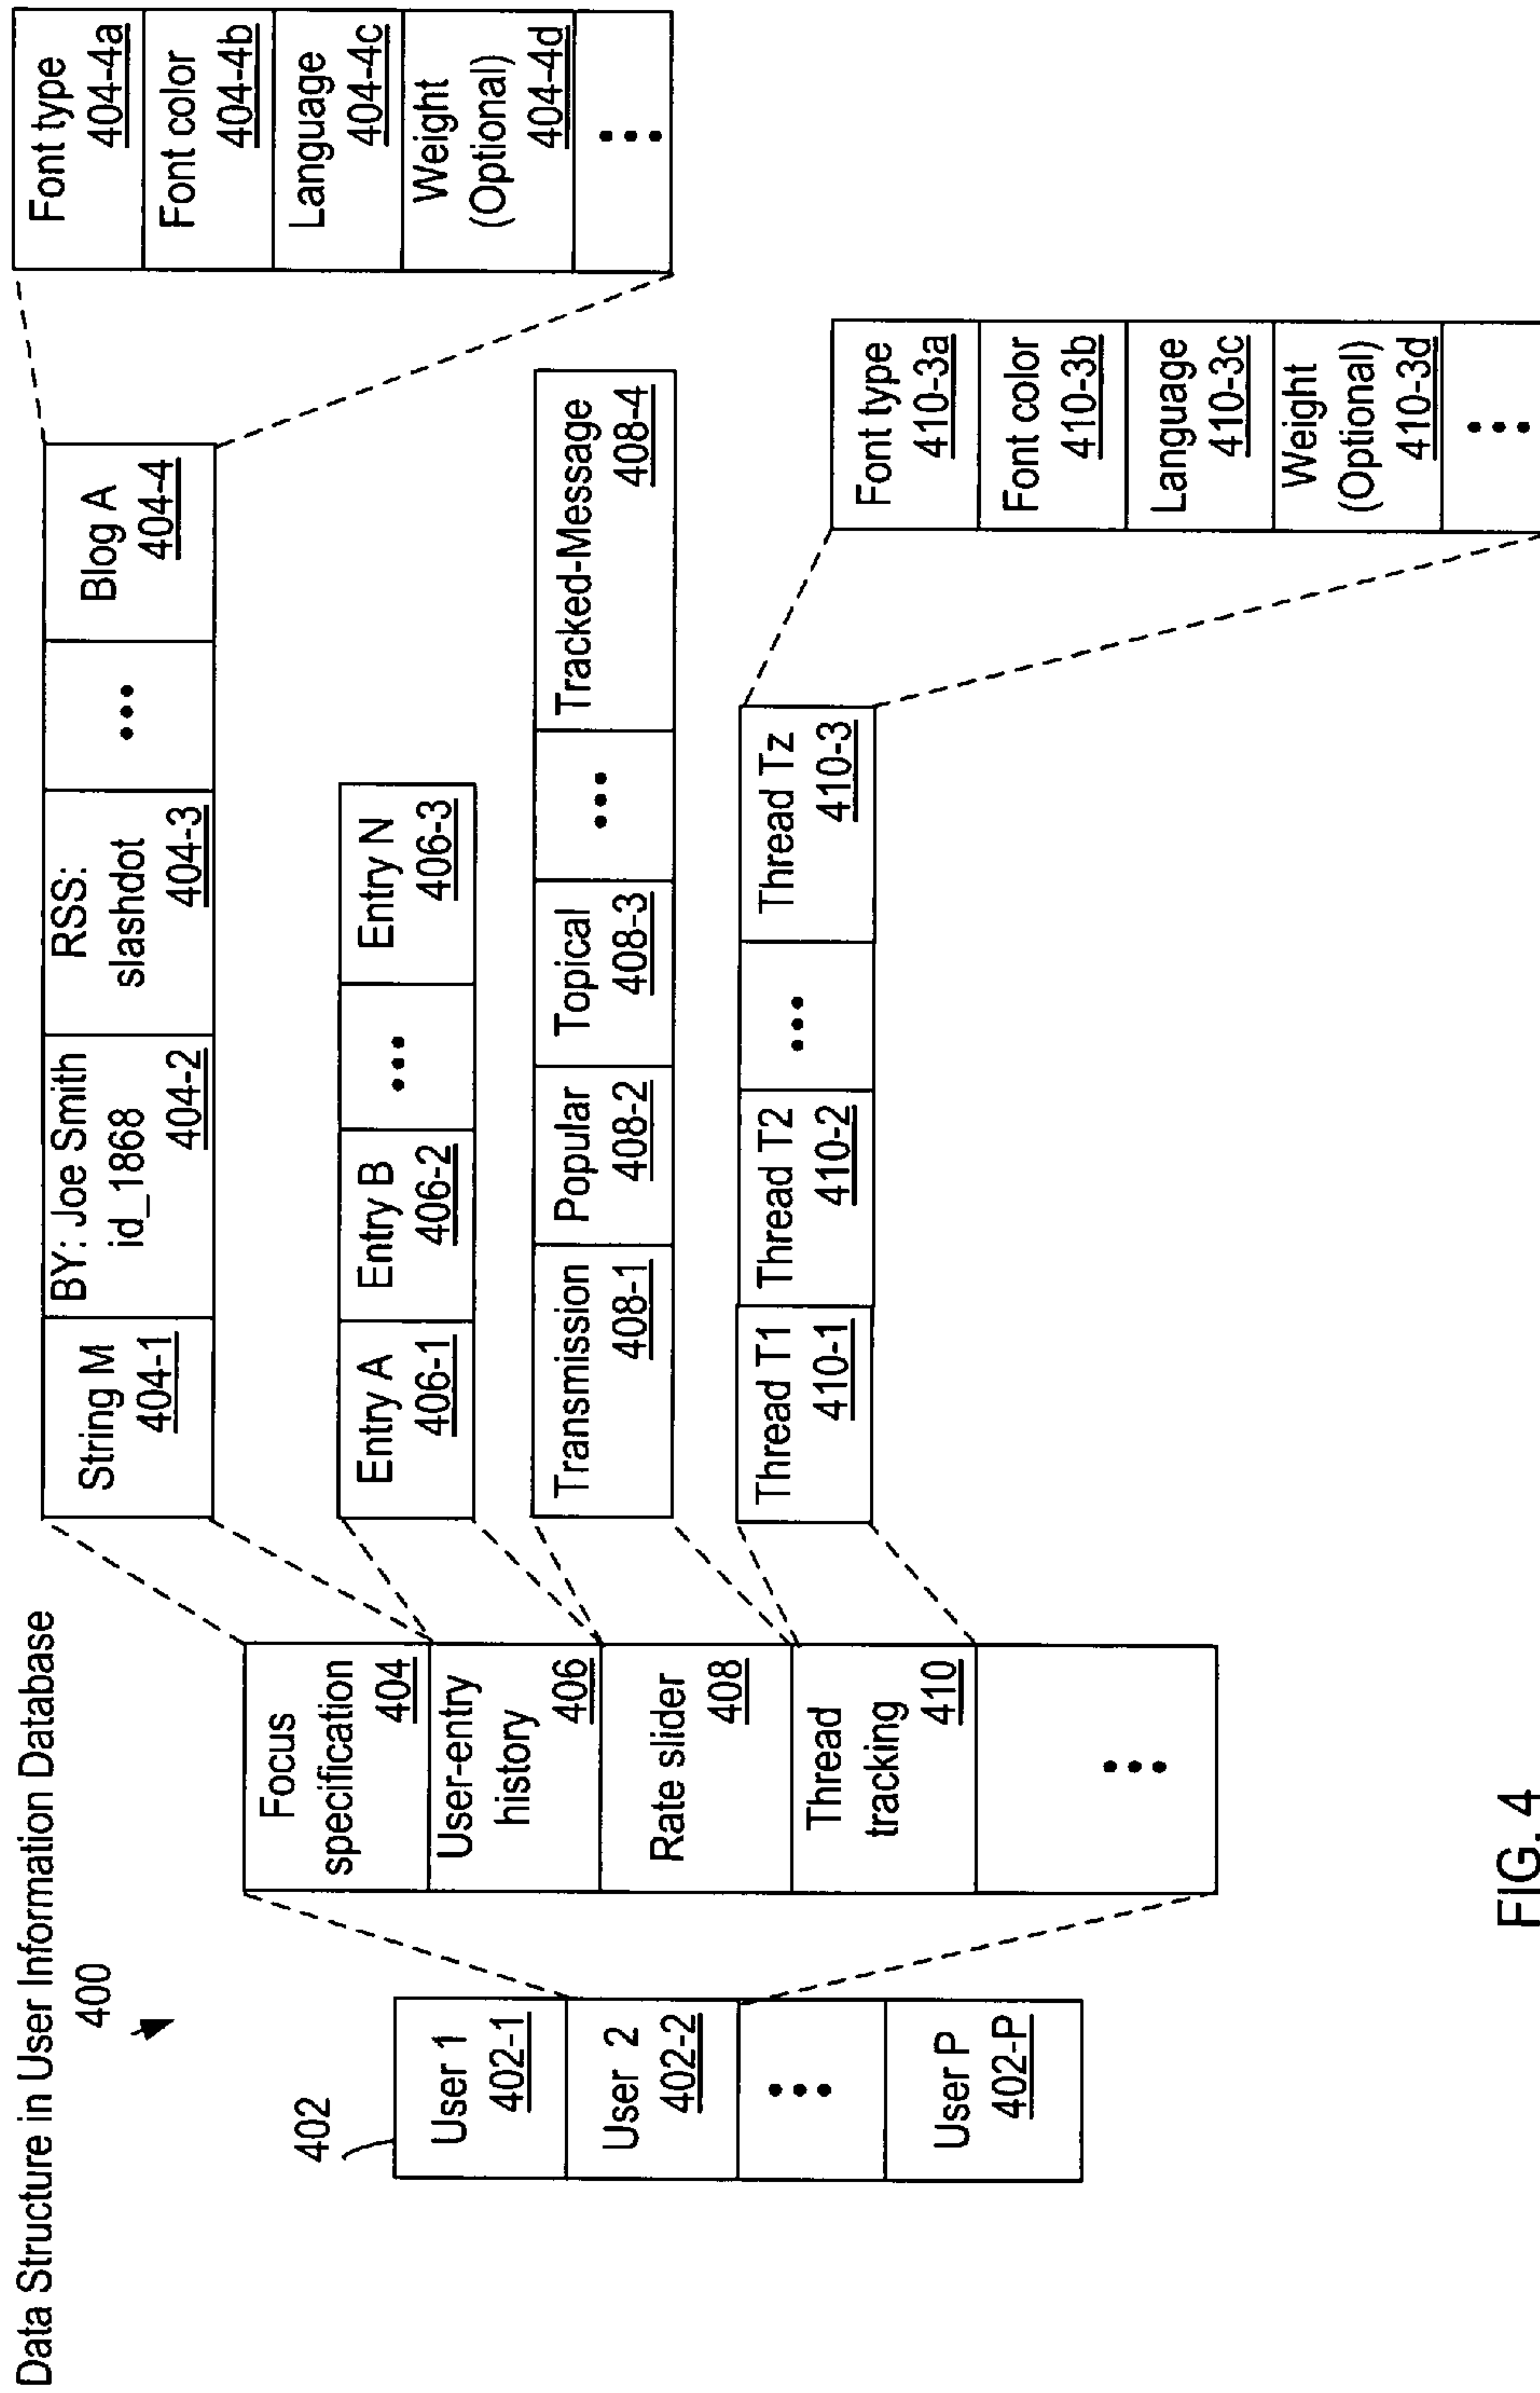 Data Structure in User Information Database
400
402
User 1
402-1
User 2
402-2
•••
User P
402-P
Focus
specification
404
User-entry
history
406
Rate slider
408
Thread
tracking
410
•••
String M
404-1
BY: Joe Smith
id_1868
404-2
RSS:
slashdot
404-3
•••
Blog A
404-4
Font type
404-4a
Font color
404-4b
Language
404-4c
Weight
(Optional)
404-4d
•••
Entry A
406-1
Entry B
406-2
•••
Entry N
406-3
Transmission
408-1
Popular
408-2
Topical
408-3
•••
Tracked-Message
408-4
Thread T1
410-1
Thread T2
410-2
•••
Thread Tz
410-3
Font type
410-3a
Font color
410-3b
Language
410-3c
Weight
(Optional)
410-3d
•••
FIG. 4